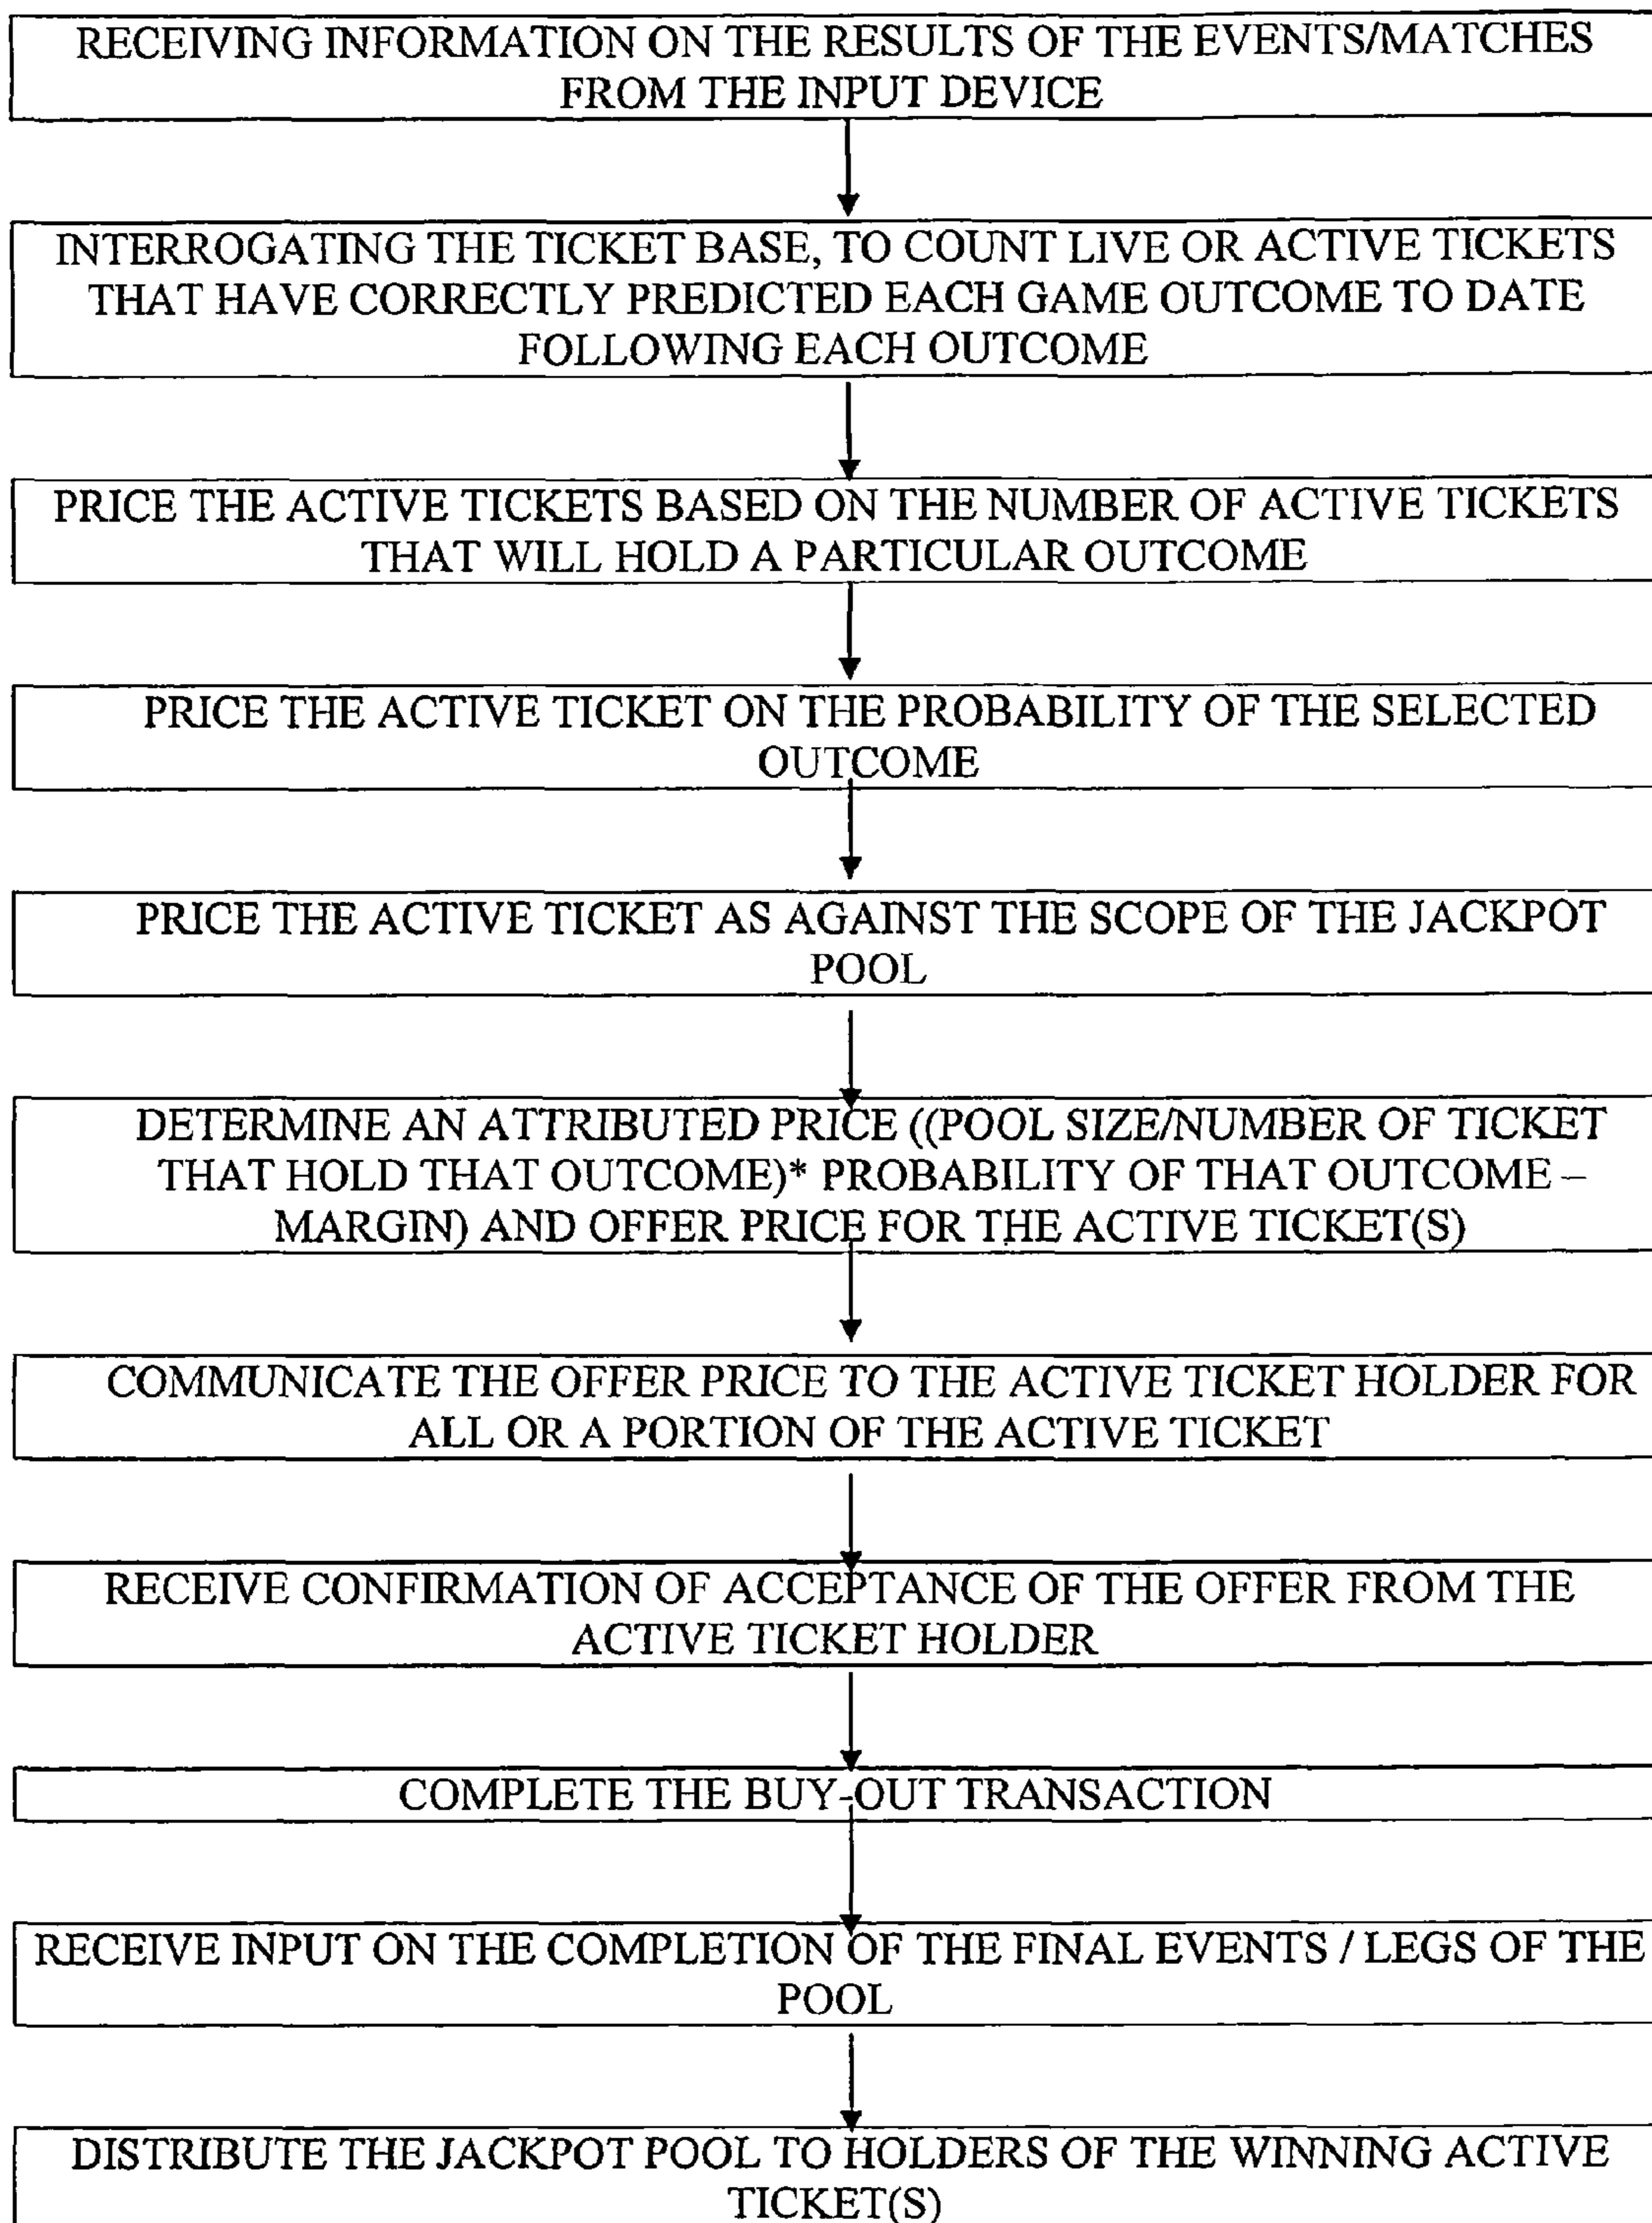 RECEIVING INFORMATION ON THE RESULTS OF THE EVENTS/MATCHES
FROM THE INPUT DEVICE
INTERROGATING THE TICKET BASE, TO COUNT LIVE OR ACTIVE TICKETS
THAT HAVE CORRECTLY PREDICTED EACH GAME OUTCOME TO DATE
FOLLOWING EACH OUTCOME
PRICE THE ACTIVE TICKETS BASED ON THE NUMBER OF ACTIVE TICKETS
THAT WILL HOLD A PARTICULAR OUTCOME
PRICE THE ACTIVE TICKET ON THE PROBABILITY OF THE SELECTED
OUTCOME
PRICE THE ACTIVE TICKET AS AGAINST THE SCOPE OF THE JACKPOT
POOL
DETERMINE AN ATTRIBUTED PRICE ((POOL SIZE/NUMBER OF TICKET
THAT HOLD THAT OUTCOME)* PROBABILITY OF THAT OUTCOME –
MARGIN) AND OFFER PRICE FOR THE ACTIVE TICKET(S)
COMMUNICATE THE OFFER PRICE TO THE ACTIVE TICKET HOLDER FOR
ALL OR A PORTION OF THE ACTIVE TICKET
RECEIVE CONFIRMATION OF ACCEPTANCE OF THE OFFER FROM THE
ACTIVE TICKET HOLDER
COMPLETE THE BUY-OUT TRANSACTION
RECEIVE INPUT ON THE COMPLETION OF THE FINAL EVENTS / LEGS OF THE
POOL
DISTRIBUTE THE JACKPOT POOL TO HOLDERS OF THE WINNING ACTIVE
TICKET(S)